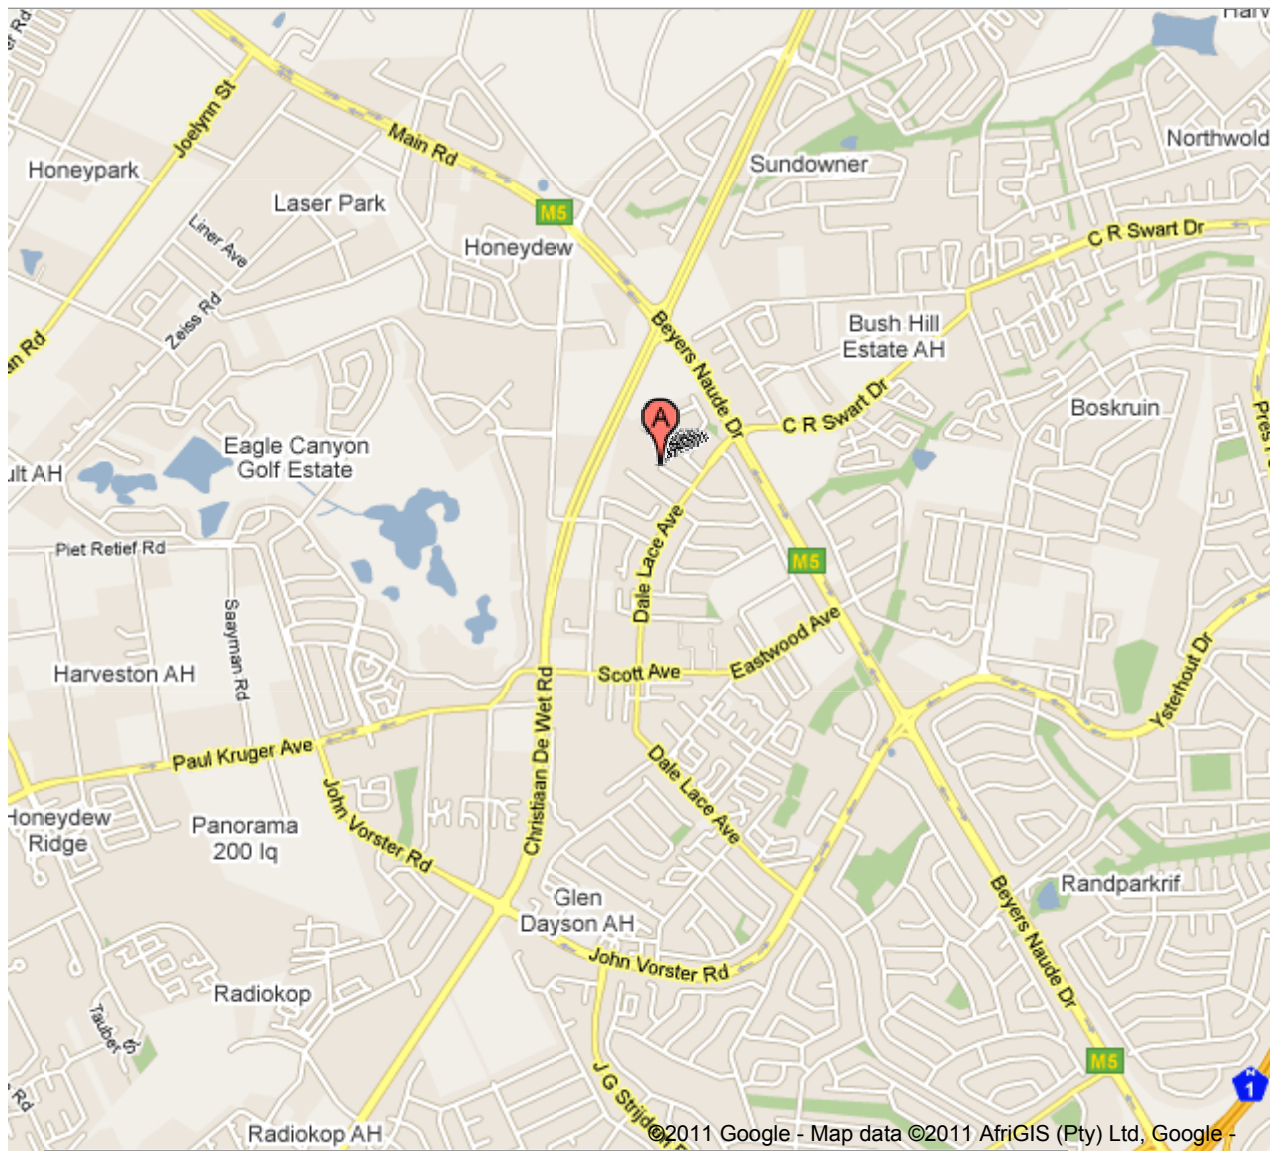 Joelynn St
Main Rd
Honeypark
Laser Park
Liner Ave
Zeiss Rd
M5
Honeydew
Sundowner
Northwold
C R Swart Dr
Beyers Naude Dr
Bush Hill
Estate AH
Boskruin
C R Swart Dr
A
Eagle Canyon
Golf Estate
Piet Retief Rd
Saayman Rd
Dale Lace Ave
M5
Eastwood Ave
Scott Ave
Harveston AH
Ysterhout Dr
Paul Kruger Ave
Christiaan De Wet Rd
Dale Lace Ave
Honeydew
Ridge
Panorama
200 Iq
John Vorster Rd
Glen
Dayson AH
Randparkrif
Beyers Naude Dr
John Vorster Rd
Radiokop
Tauber St
J G Strijdom
M5
N
1
Radiokop AH
©2011 Google - Map data ©2011 AfriGIS (Pty) Ltd, Google -